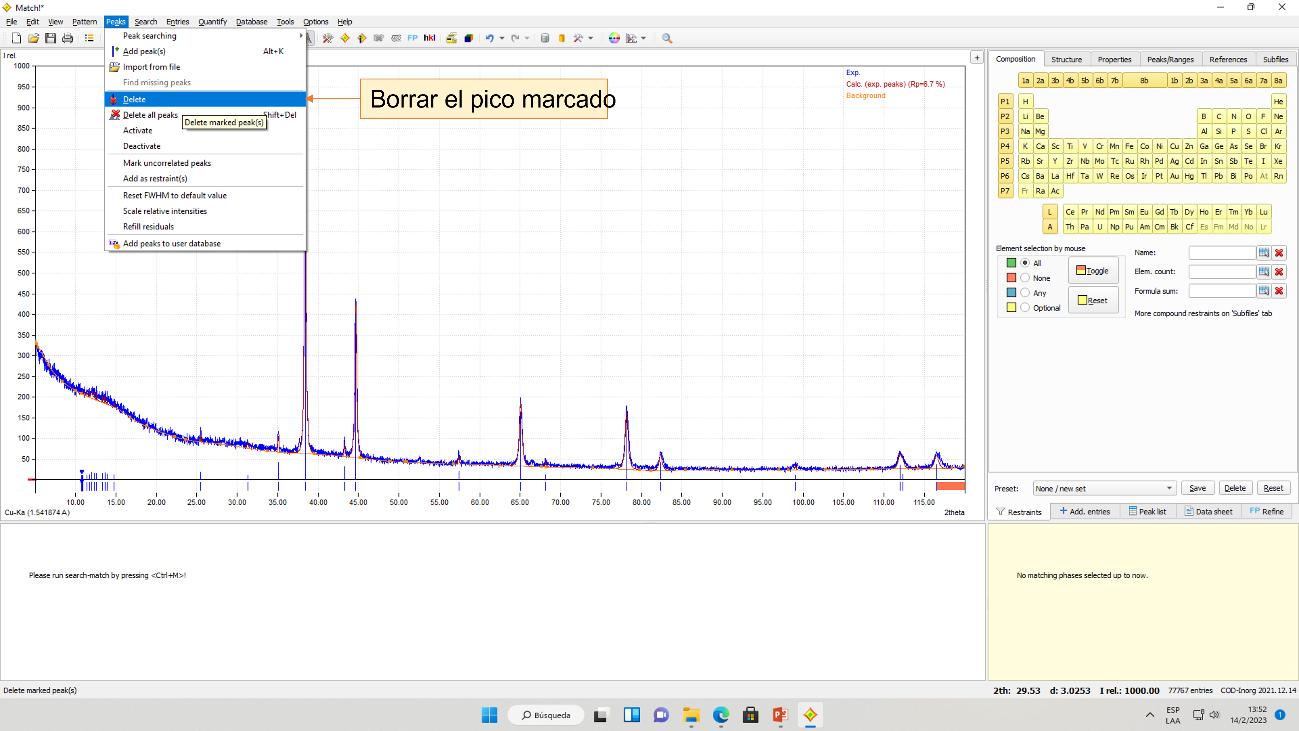 Match!*
File Edit View Pattern Peaks Search Entries Quantify Database Tools Options Help
Peak searching
Add peak(s) Alt+K
Import from file
Find missing peaks
Delete
Delete all peaks Shift+Del
Delete marked peak(s)
Activate
Deactivate
Mark uncorrelated peaks
Add as restraint(s)
Reset FWHM to default value
Scale relative intensities
Refill residuals
Add peaks to user database
FP hkl
Borrar el pico marcado
I rel.
Exp.
Calc. (exp. peaks) (Rp=6.7 %)
Background
1000
950
900
850
800
750
700
650
600
550
500
450
400
350
300
250
200
150
100
50
10.00 15.00 20.00 25.00 30.00 35.00 40.00 45.00 50.00 55.00 60.00 65.00 70.00 75.00 80.00 85.00 90.00 95.00 100.00 105.00 110.00 115.00
Cu-Ka (1.541874 A) 2theta
Composition Structure Properties Peaks/Ranges References Subfiles
1a 2a 3b 4b 5b 6b 7b 8b 1b 2b 3a 4a 5a 6a 7a 8a
P1 H He
P2 Li Be B C N O F Ne
P3 Na Mg Al Si P S Cl Ar
P4 K Ca Sc Ti V Cr Mn Fe Co Ni Cu Zn Ga Ge As Se Br Kr
P5 Rb Sr Y Zr Nb Mo Tc Ru Rh Pd Ag Cd In Sn Sb Te I Xe
P6 Cs Ba La Hf Ta W Re Os Ir Pt Au Hg Tl Pb Bi Po At Rn
P7 Fr Ra Ac
L Ce Pr Nd Pm Sm Eu Gd Tb Dy Ho Er Tm Yb Lu
A Th Pa U Np Pu Am Cm Bk Cf Es Fm Md No Lr
Element selection by mouse
All
None
Any
Optional
Toggle
Reset
Name:
Elem. count:
Formula sum:
More compound restraints on 'Subfiles' tab
Preset: None / new set Save Delete Reset
Restraints Add. entries Peak list Data sheet FP Refine
Please run search-match by pressing <Ctrl+M>!
No matching phases selected up to now.
Delete marked peak(s)
2th: 29.53 d: 3.0253 I rel.: 1000.00 77767 entries COD-Inorg 2021.12.14
Búsqueda
ESP
LAA
13:52
14/2/2023
1